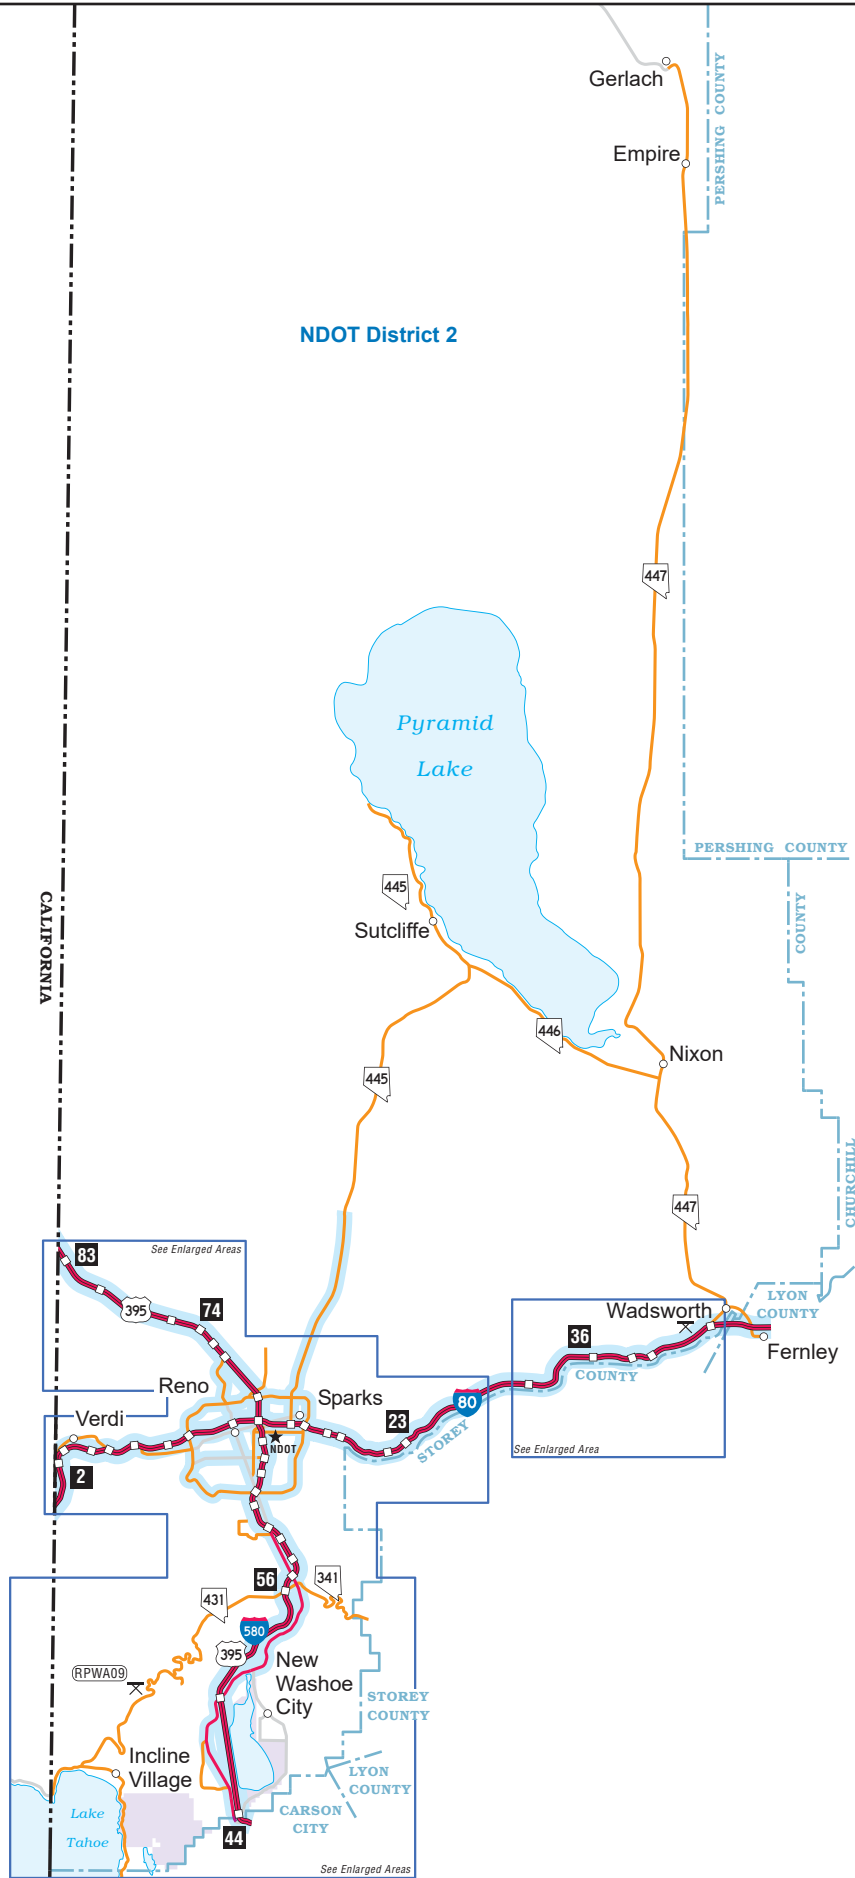 Gerlach
PERSHING COUNTY
Empire
NDOT District 2
447
Pyramid
Lake
PERSHING COUNTY
445
CALIFORNIA
COUNTY
Sutcliffe
446
Nixon
445
CHURCHILL
447
83
See Enlarged Areas
LYON
COUNTY
395
74
Wadsworth
36
Fernley
Reno
COUNTY
Sparks
80
Verdi
23
STOREY
NDOT
See Enlarged Area
2
56
341
431
580
395
New
Washoe
City
RPWA09
STOREY
COUNTY
Incline
Village
LYON
COUNTY
CARSON
CITY
Lake
Tahoe
44
See Enlarged Areas